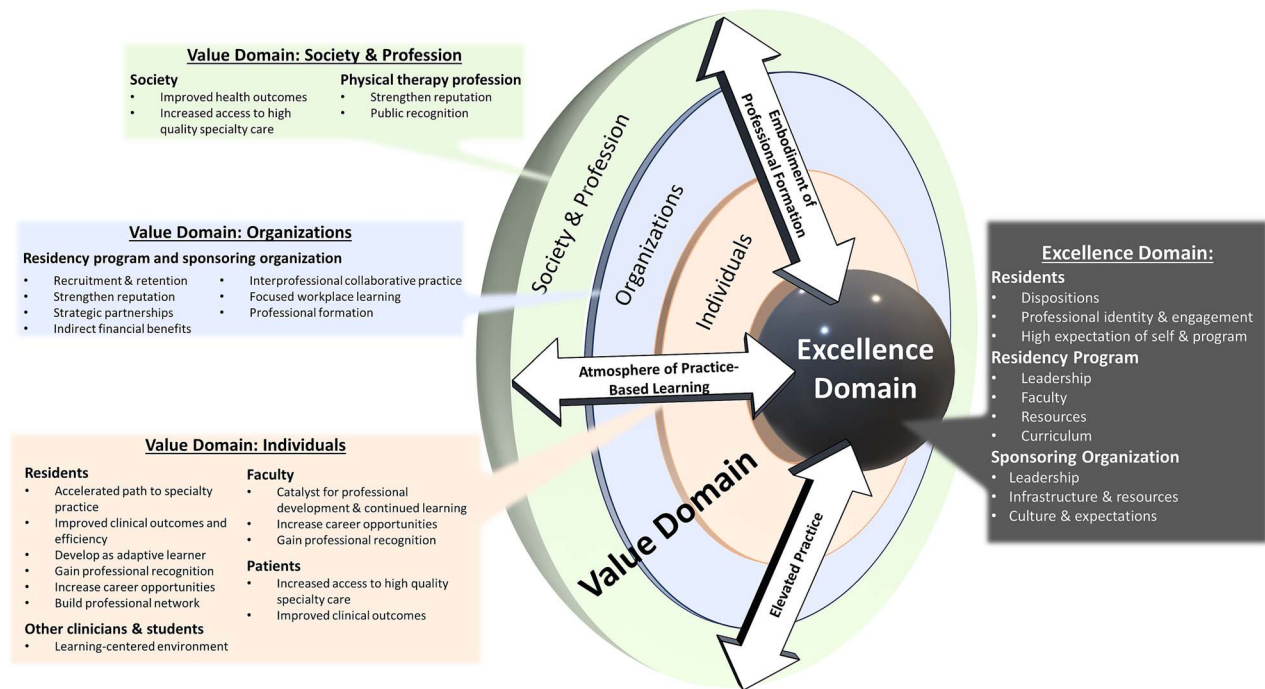 Value Domain: Society & Profession
Society
• Improved health outcomes
• Increased access to high
quality specialty care
Physical therapy profession
• Strengthen reputation
• Public recognition
Value Domain: Organizations
Residency program and sponsoring organization
• Recruitment & retention
• Strengthen reputation
• Strategic partnerships
• Indirect financial benefits
• Interprofessional collaborative practice
• Focused workplace learning
• Professional formation
Value Domain: Individuals
Residents
• Accelerated path to specialty
practice
• Improved clinical outcomes and
efficiency
• Develop as adaptive learner
• Gain professional recognition
• Increase career opportunities
• Build professional network
Other clinicians & students
• Learning-centered environment
Faculty
• Catalyst for professional
development & continued learning
• Increase career opportunities
• Gain professional recognition
Patients
• Increased access to high quality
specialty care
• Improved clinical outcomes
Society & Profession
Organizations
Individuals
Value Domain
Embodiment of
Professional Formation
Atmosphere of Practice-
Based Learning
Elevated Practice
Excellence
Domain
Excellence Domain:
Residents
• Dispositions
• Professional identity & engagement
• High expectation of self & program
Residency Program
• Leadership
• Faculty
• Resources
• Curriculum
Sponsoring Organization
• Leadership
• Infrastructure & resources
• Culture & expectations